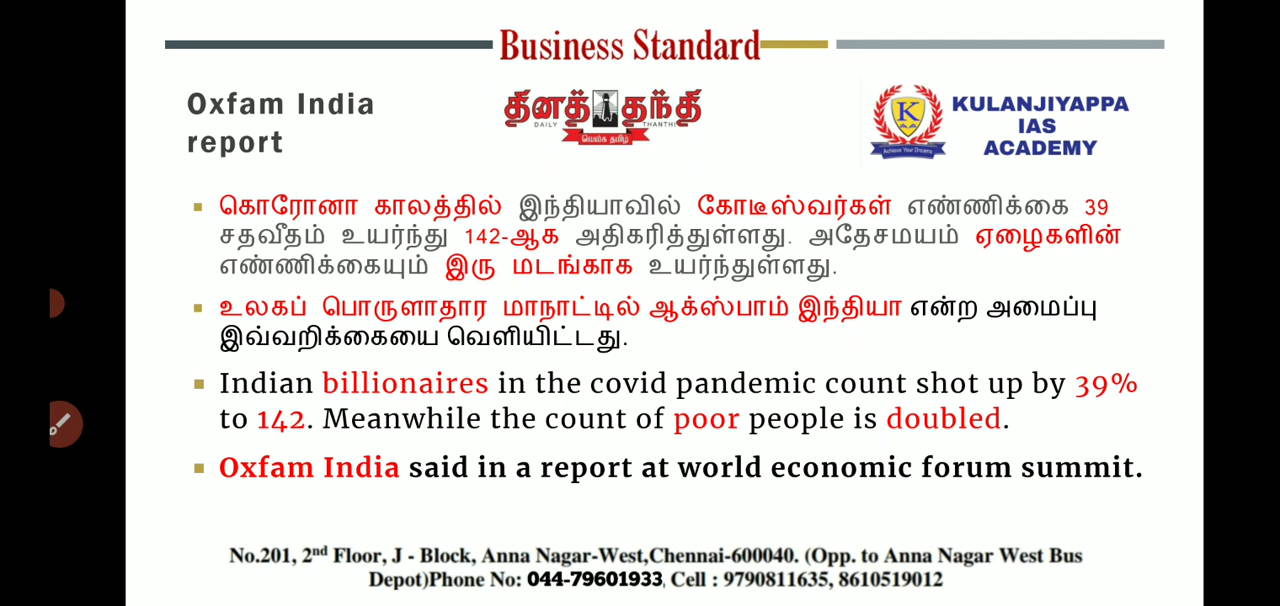 Business Standard
Oxfam India
report
தினத் தந்தி
DAILY THANTHI
வெல்க தமிழ்
K
Achieve Your Dreams
KULANJIYAPPA
IAS
ACADEMY
கொரோனா காலத்தில் இந்தியாவில் கோடீஸ்வர்கள் எண்ணிக்கை 39
சதவீதம் உயர்ந்து 142-ஆக அதிகரித்துள்ளது. அதேசமயம் ஏழைகளின்
எண்ணிக்கையும் இரு மடங்காக உயர்ந்துள்ளது.
உலகப் பொருளாதார மாநாட்டில் ஆக்ஸ்பாம் இந்தியா என்ற அமைப்பு
இவ்வறிக்கையை வெளியிட்டது.
Indian billionaires in the covid pandemic count shot up by 39%
to 142. Meanwhile the count of poor people is doubled.
Oxfam India said in a report at world economic forum summit.
No.201, 2nd Floor, J - Block, Anna Nagar-West,Chennai-600040. (Opp. to Anna Nagar West Bus
Depot)Phone No: 044-79601933, Cell : 9790811635, 8610519012